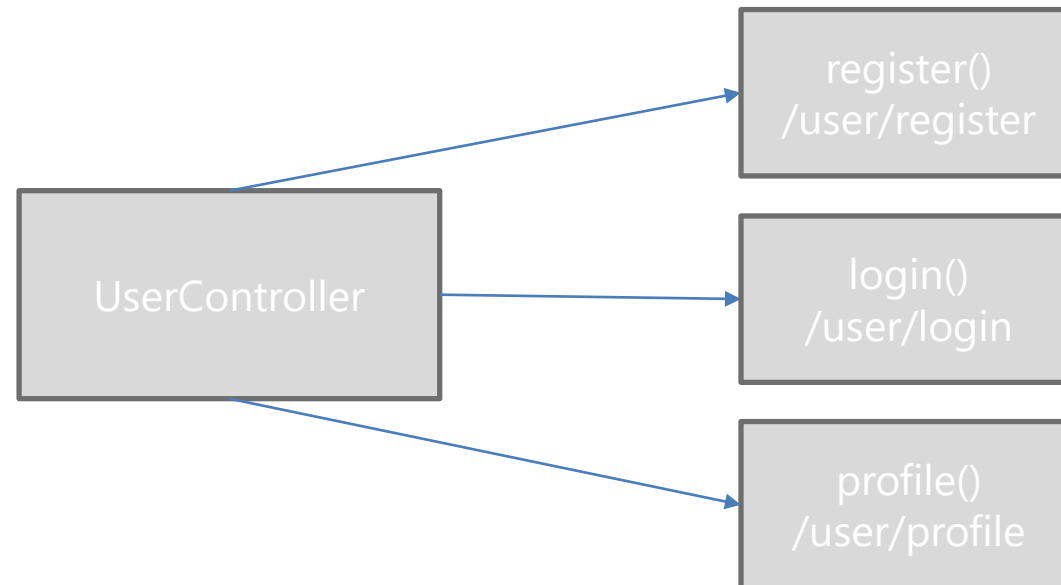 register()
/user/register
UserController
login()
/user/login
profile()
/user/profile